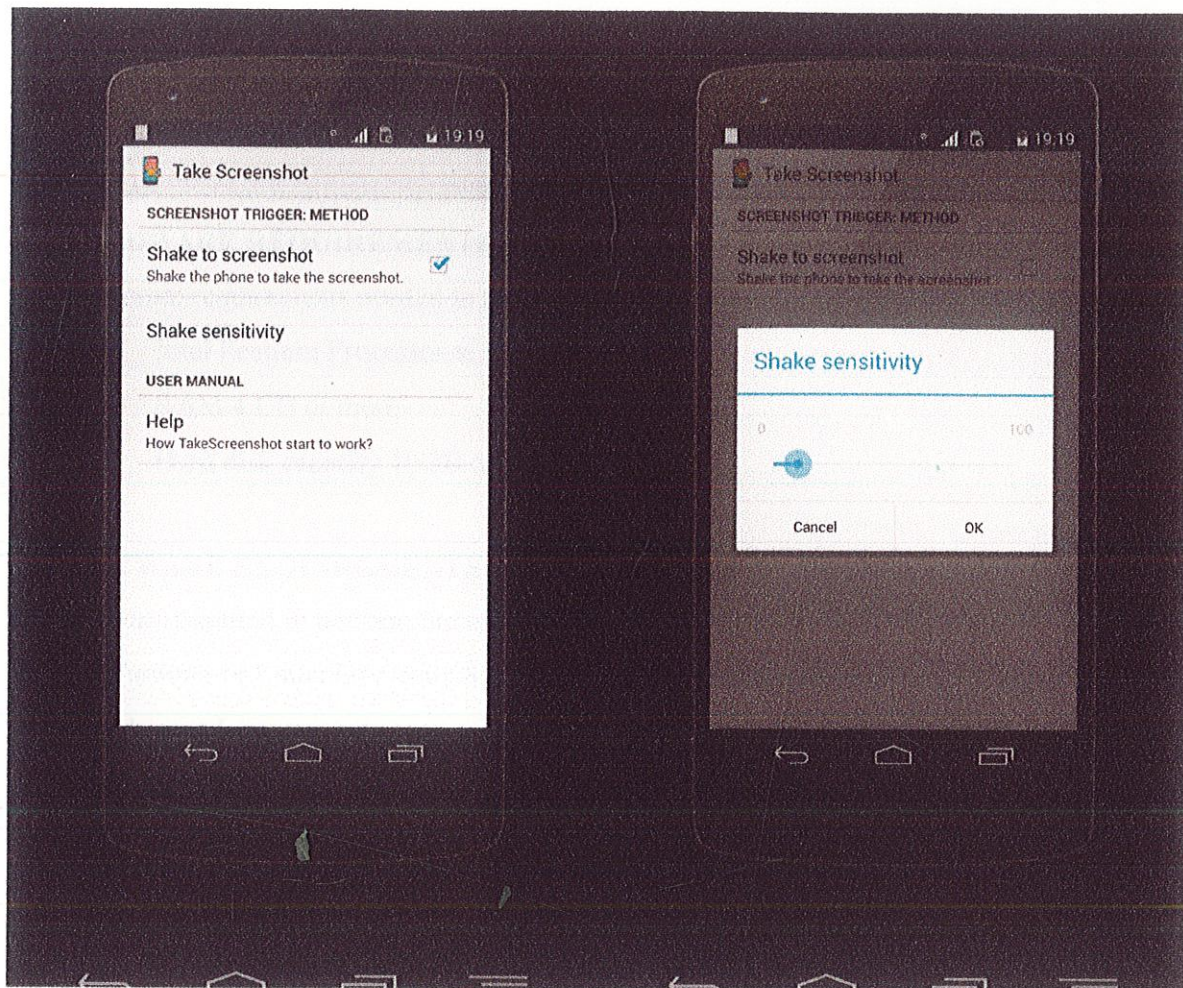 19:19
Take Screenshot
SCREENSHOT TRIGGER: METHOD
Shake to screenshot
Shake the phone to take the screenshot.
Shake sensitivity
USER MANUAL
Help
How TakeScreenshot start to work?
19:19
Take Screenshot
SCREENSHOT TRIGGER: METHOD
Shake to screenshot
Shake the phone to take the screenshot.
Shake sensitivity
0 100
Cancel OK